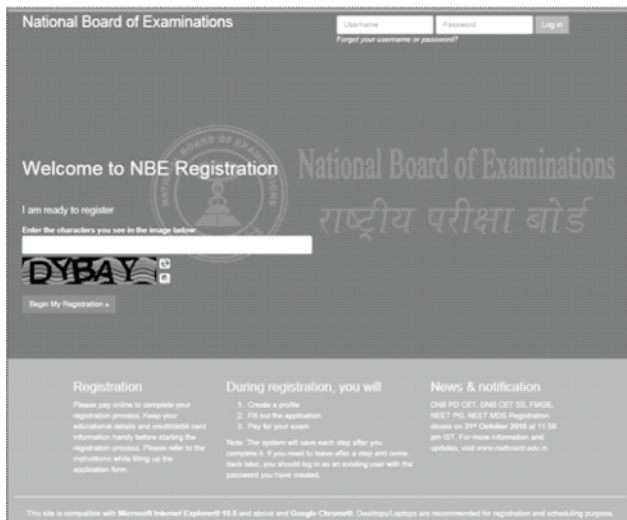 National Board of Examinations
Username Password Log in
Forgot your username or password?
NATIONAL BOARD OF EXAMINATIONS
National Board of Examinations
राष्ट्रीय परीक्षा बोर्ड
Welcome to NBE Registration
I am ready to register
Enter the characters you see in the image below:
DYBAY
Begin My Registration »
Registration
Please pay online to complete your
registration process. Keep your
educational details and credit/debit card
information handy before starting the
registration process. Please refer to the
instructions while filling up the
application form.
During registration, you will
1. Create a profile
2. Fill out the application
3. Pay for your exam
Note: The system will save each step after you
complete it. If you need to leave after a step and come
back later, you should log in as an existing user with the
password you have created.
News & notification
DNB PD CET, DNB CET SS, FMGE,
NEET PG, NEET MDS Registration
closes on 31st October 2016 at 11:59
pm IST. For more information and
updates, visit www.natboard.edu.in
This site is compatible with Microsoft Internet Explorer® 10.0 and above and Google Chrome®. Desktops/Laptops are recommended for registration and scheduling purpose.